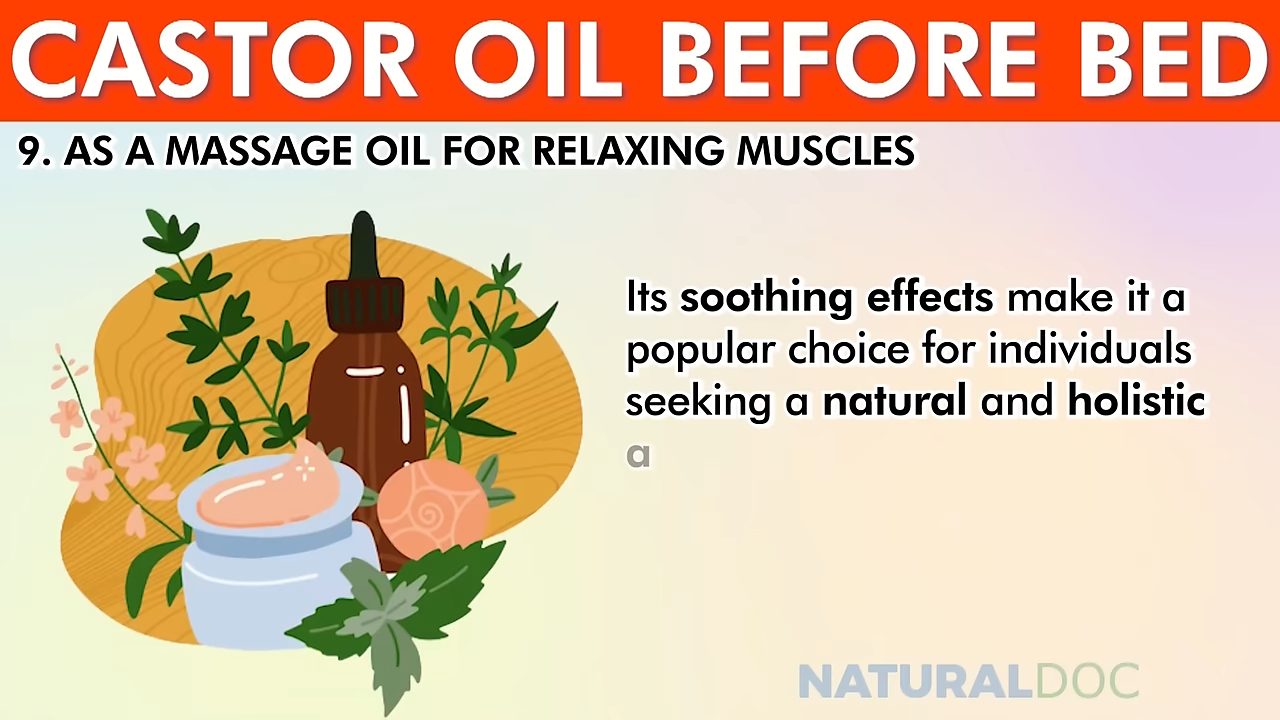 CASTOR OIL BEFORE BED
9. AS A MASSAGE OIL FOR RELAXING MUSCLES
Its soothing effects make it a
popular choice for individuals
seeking a natural and holistic
a
NATURALDOC